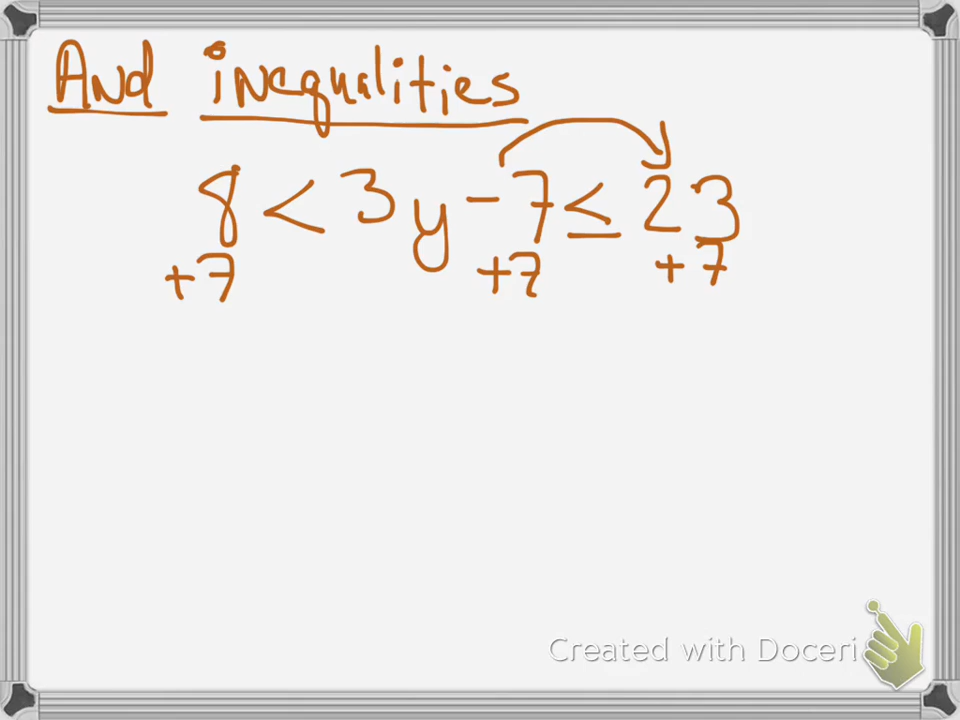 And inequalities
8 < 3y - 7 ≤ 23
+7 +7 +7
Created with Doceri